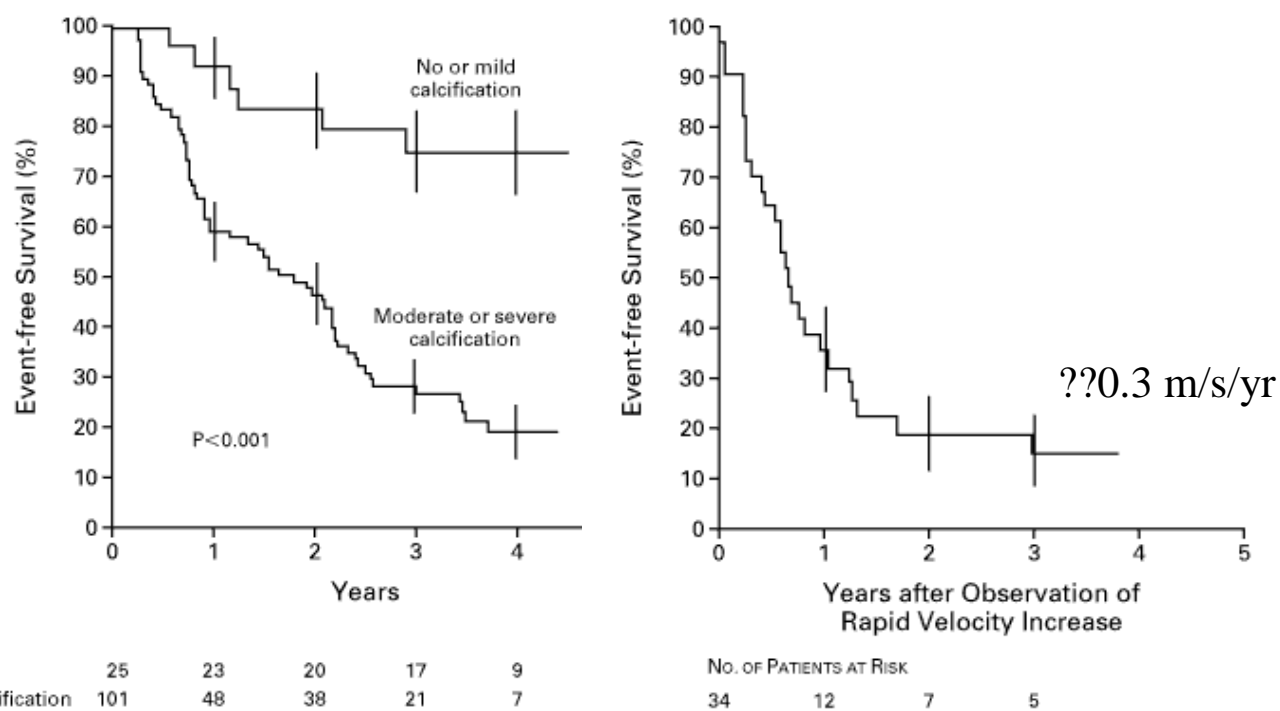 100
90
80
70
60
50
40
30
20
10
0
Event-free Survival (%)
No or mild
calcification
Moderate or severe
calcification
P<0.001
0 1 2 3 4
Years
25 23 20 17 9
ification 101 48 38 21 7
100
90
80
70
60
50
40
30
20
10
0
Event-free Survival (%)
??0.3 m/s/yr
0 1 2 3 4 5
Years after Observation of
Rapid Velocity Increase
NO. OF PATIENTS AT RISK
34 12 7 5